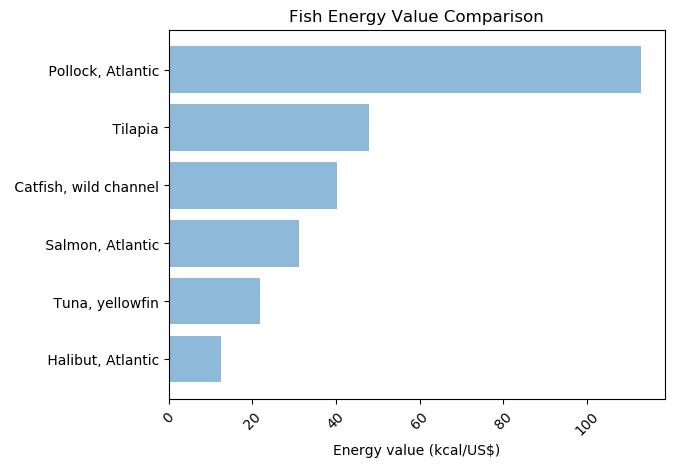 Fish Energy Value Comparison
Pollock, Atlantic
Tilapia
Catfish, wild channel
Salmon, Atlantic
Tuna, yellowfin
Halibut, Atlantic
0 20 40 60 80 100
Energy value (kcal/US$)